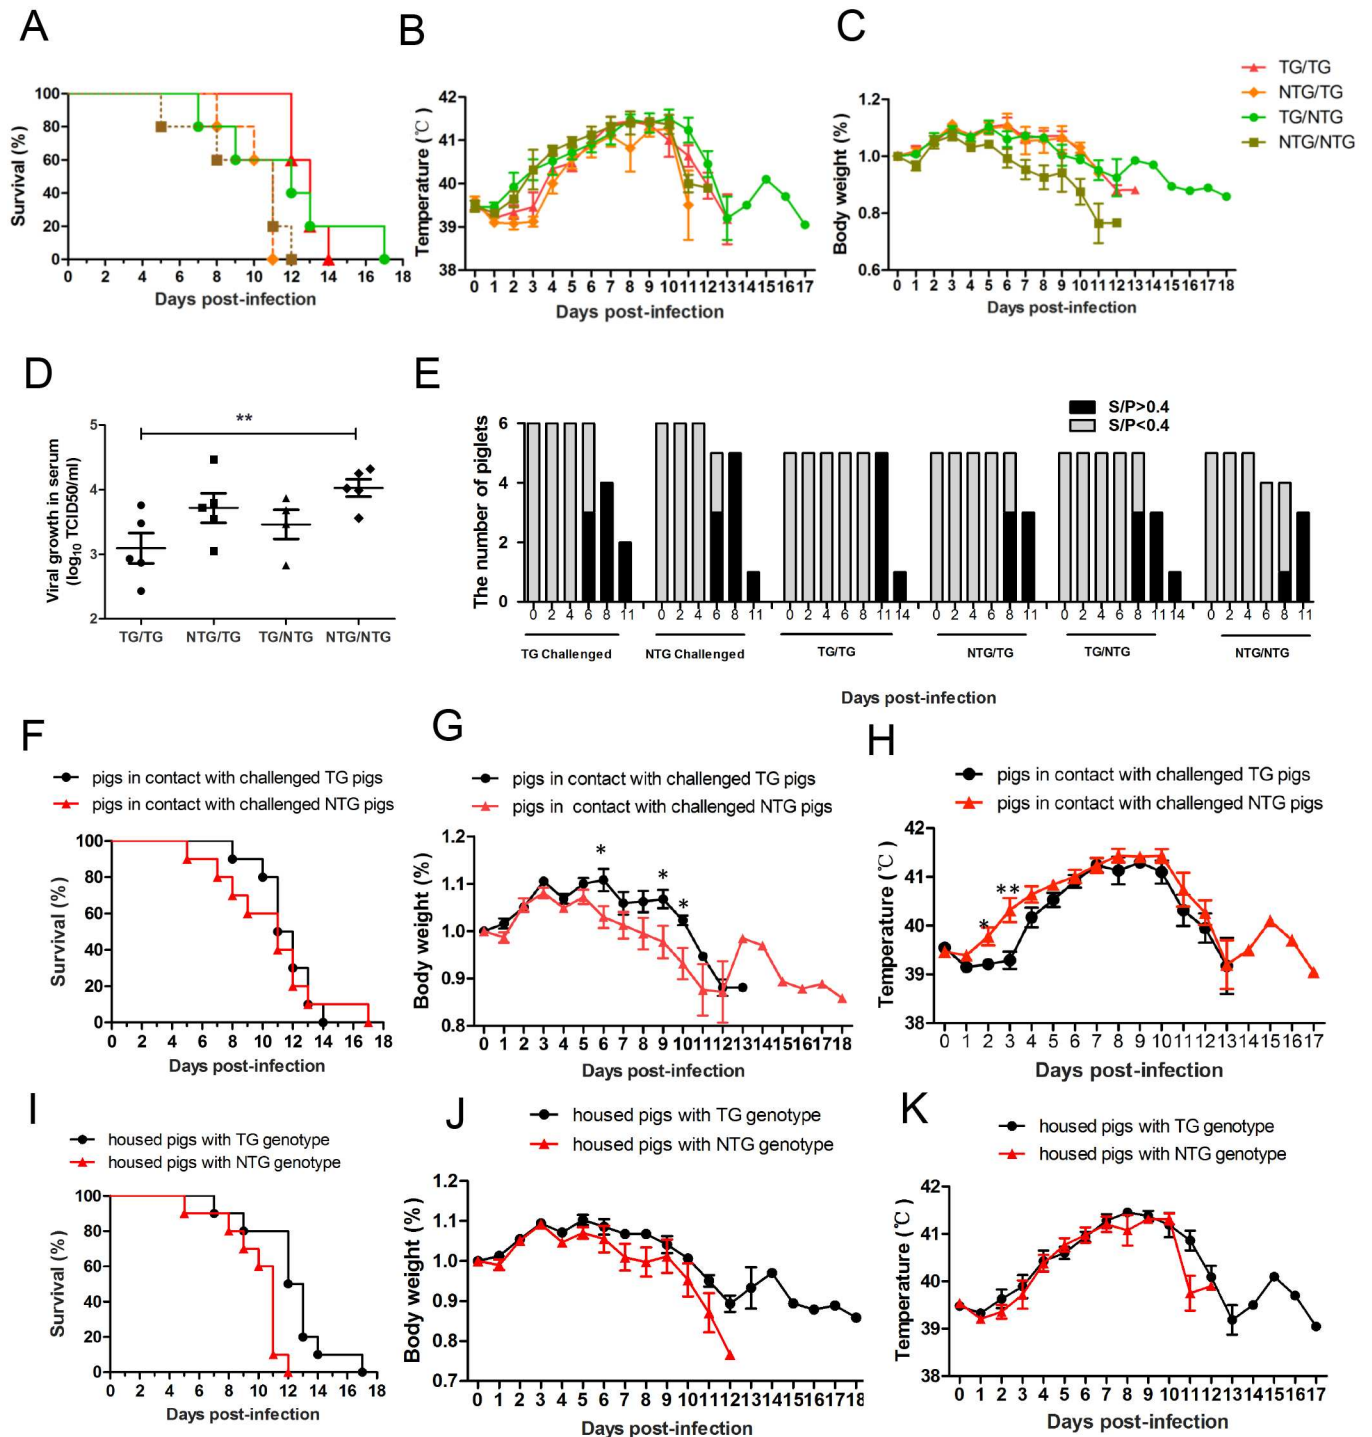 A
B
C
TG/TG
NTG/TG
TG/NTG
NTG/NTG
Survival (%)
100
80
60
40
20
0
0 2 4 6 8 10 12 14 16 18
Days post-infection
Temperature (℃)
42
41
40
39
38
0 1 2 3 4 5 6 7 8 9 10 11 12 13 15 16 17
Days post-infection
Body weight (%)
1.2
1.0
0.8
0.6
0 1 2 3 4 5 6 7 8 9 10 11 12 13 14 15 16 17 18
Days post-infection
D
E
Viral growth in serum
(log10 TCID50/ml)
5
4
3
2
**
TG/TG NTG/TG TG/NTG NTG/NTG
S/P>0.4
S/P<0.4
The number of piglets
6
4
2
0
0 2 4 6 8 11 0 2 4 6 8 11 0 2 4 6 8 11 14 0 2 4 6 8 11 0 2 4 6 8 11 14 0 2 4 6 8 11
TG Challenged NTG Challenged TG/TG NTG/TG TG/NTG NTG/NTG
Days post-infection
F
pigs in contact with challenged TG pigs
pigs in contact with challenged NTG pigs
Survival (%)
100
80
60
40
20
0
0 2 4 6 8 10 12 14 16 18
Days post-infection
G
pigs in contact with challenged TG pigs
pigs in contact with challenged NTG pigs
Body weight (%)
1.2
1.1
1.0
0.9
0.8
* * *
0 1 2 3 4 5 6 7 8 9 10 11 12 13 14 15 16 17 18
Days post-infection
H
pigs in contact with challenged TG pigs
pigs in contact with challenged NTG pigs
Temperature (℃)
42
41
40
39
38
* **
0 1 2 3 4 5 6 7 8 9 10 11 12 13 14 15 16 17
Days post-infection
I
housed pigs with TG genotype
housed pigs with NTG genotype
Survival (%)
100
80
60
40
20
0
0 2 4 6 8 10 12 14 16 18
Days post-infection
J
housed pigs with TG genotype
housed pigs with NTG genotype
Body weight (%)
1.2
1.1
1.0
0.9
0.8
0.7
0 1 2 3 4 5 6 7 8 9 10 11 12 13 14 15 16 17 18
Days post-infection
K
housed pigs with TG genotype
housed pigs with NTG genotype
Temperature (℃)
42
41
40
39
38
0 1 2 3 4 5 6 7 8 9 10 11 12 13 14 15 16 17
Days post-infection